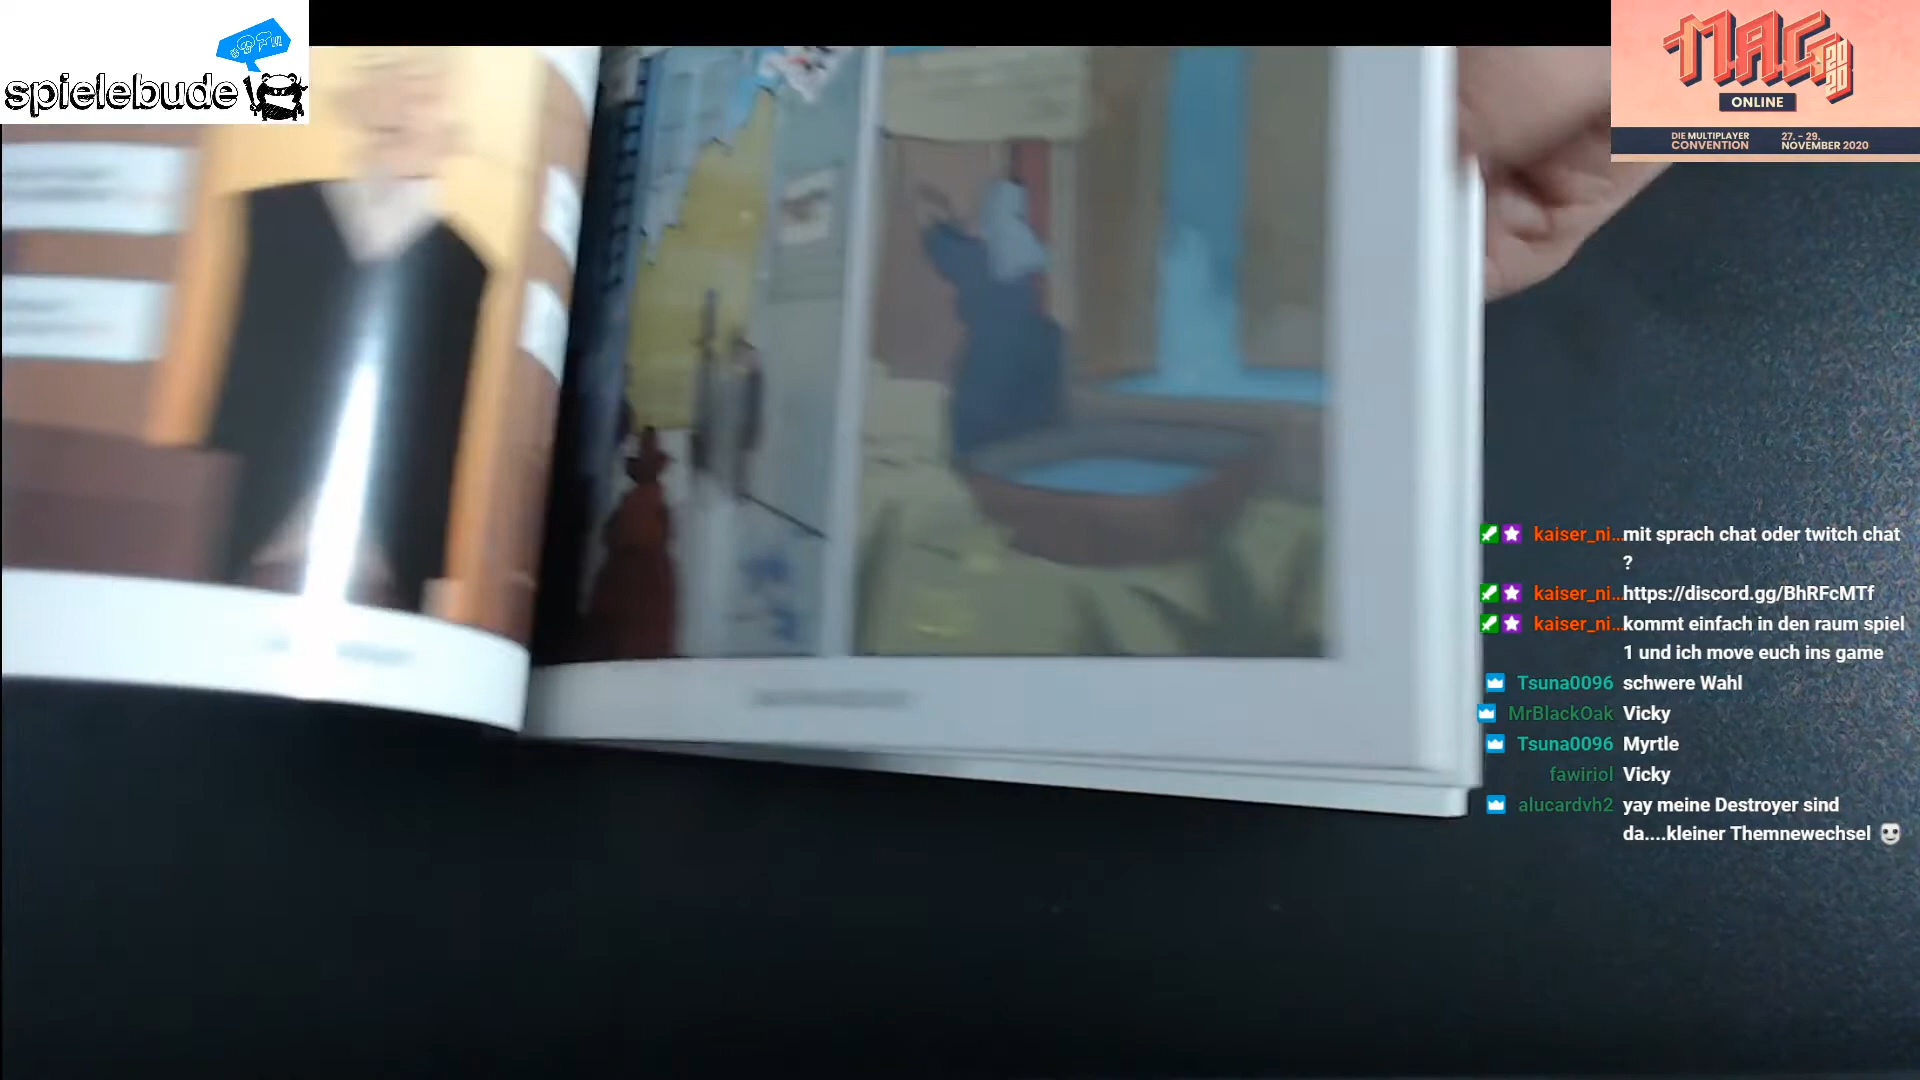 spielebude
MAG
2020
ONLINE
DIE MULTIPLAYER
CONVENTION
27. - 29.
NOVEMBER 2020
kaiser_ni... mit sprach chat oder twitch chat
?
kaiser_ni... https://discord.gg/BhRFcMTf
kaiser_ni... kommt einfach in den raum spiel
1 und ich move euch ins game
Tsuna0096 schwere Wahl
MrBlackOak Vicky
Tsuna0096 Myrtle
fawiriol Vicky
alucardvh2 yay meine Destroyer sind
da....kleiner Themnewechsel